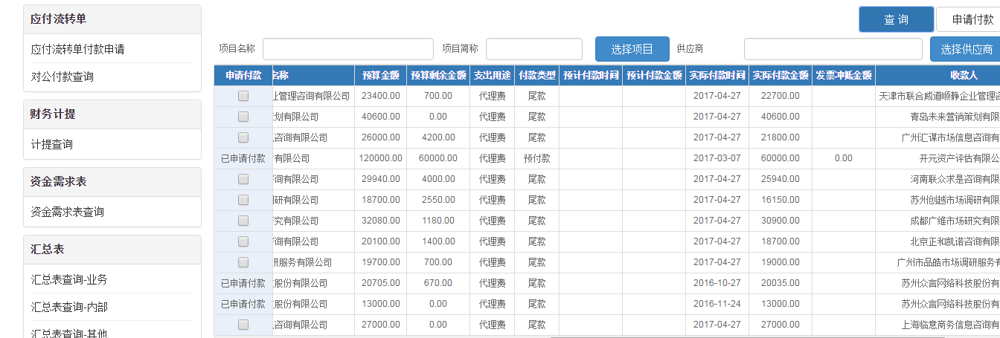 应付流转单
应付流转单付款申请
对公付款查询
财务计提
计提查询
资金需求表
资金需求表查询
汇总表
汇总表查询-业务
汇总表查询-内部
汇总表查询-其他
查 询 申请付款
项目名称 项目简称 选择项目 供应商 选择供应商
申请付款 名称 预算金额 预算剩余金额 支出用途 付款类型 预计付款时间 预计付款金额 实际付款时间 实际付款金额 发票冲抵金额 收款人
业管理咨询有限公司 23400.00 700.00 代理费 尾款 2017-04-27 22700.00 天津市联合威道顺静企业管理咨
划有限公司 40600.00 0.00 代理费 尾款 2017-04-27 40600.00 青岛未来营销策划有限
咨询有限公司 26000.00 4200.00 代理费 尾款 2017-04-27 21800.00 广州汇谋市场信息咨询有
已申请付款 有限公司 120000.00 60000.00 代理费 预付款 2017-03-07 60000.00 0.00 开元资产评估有限公
询有限公司 29940.00 4000.00 代理费 尾款 2017-04-27 25940.00 河南联众求是咨询有限
研有限公司 18700.00 2550.00 代理费 尾款 2017-04-27 16150.00 苏州创越市场调研有限
究有限公司 32080.00 1180.00 代理费 尾款 2017-04-27 30900.00 成都广维市场研究有限
询有限公司 20100.00 1400.00 代理费 尾款 2017-04-27 18700.00 北京正和凯诺咨询有限
研服务有限公司 19700.00 700.00 代理费 尾款 2017-04-27 19000.00 广州市品皓市场调研服务有
已申请付款 股份有限公司 20705.00 670.00 代理费 尾款 2016-10-27 20035.00 苏州众言网络科技股份有
已申请付款 股份有限公司 13000.00 0.00 代理费 尾款 2016-11-24 13000.00 苏州众言网络科技股份有
咨询有限公司 27000.00 0.00 代理费 尾款 2017-04-27 27000.00 上海临意商务信息咨询有